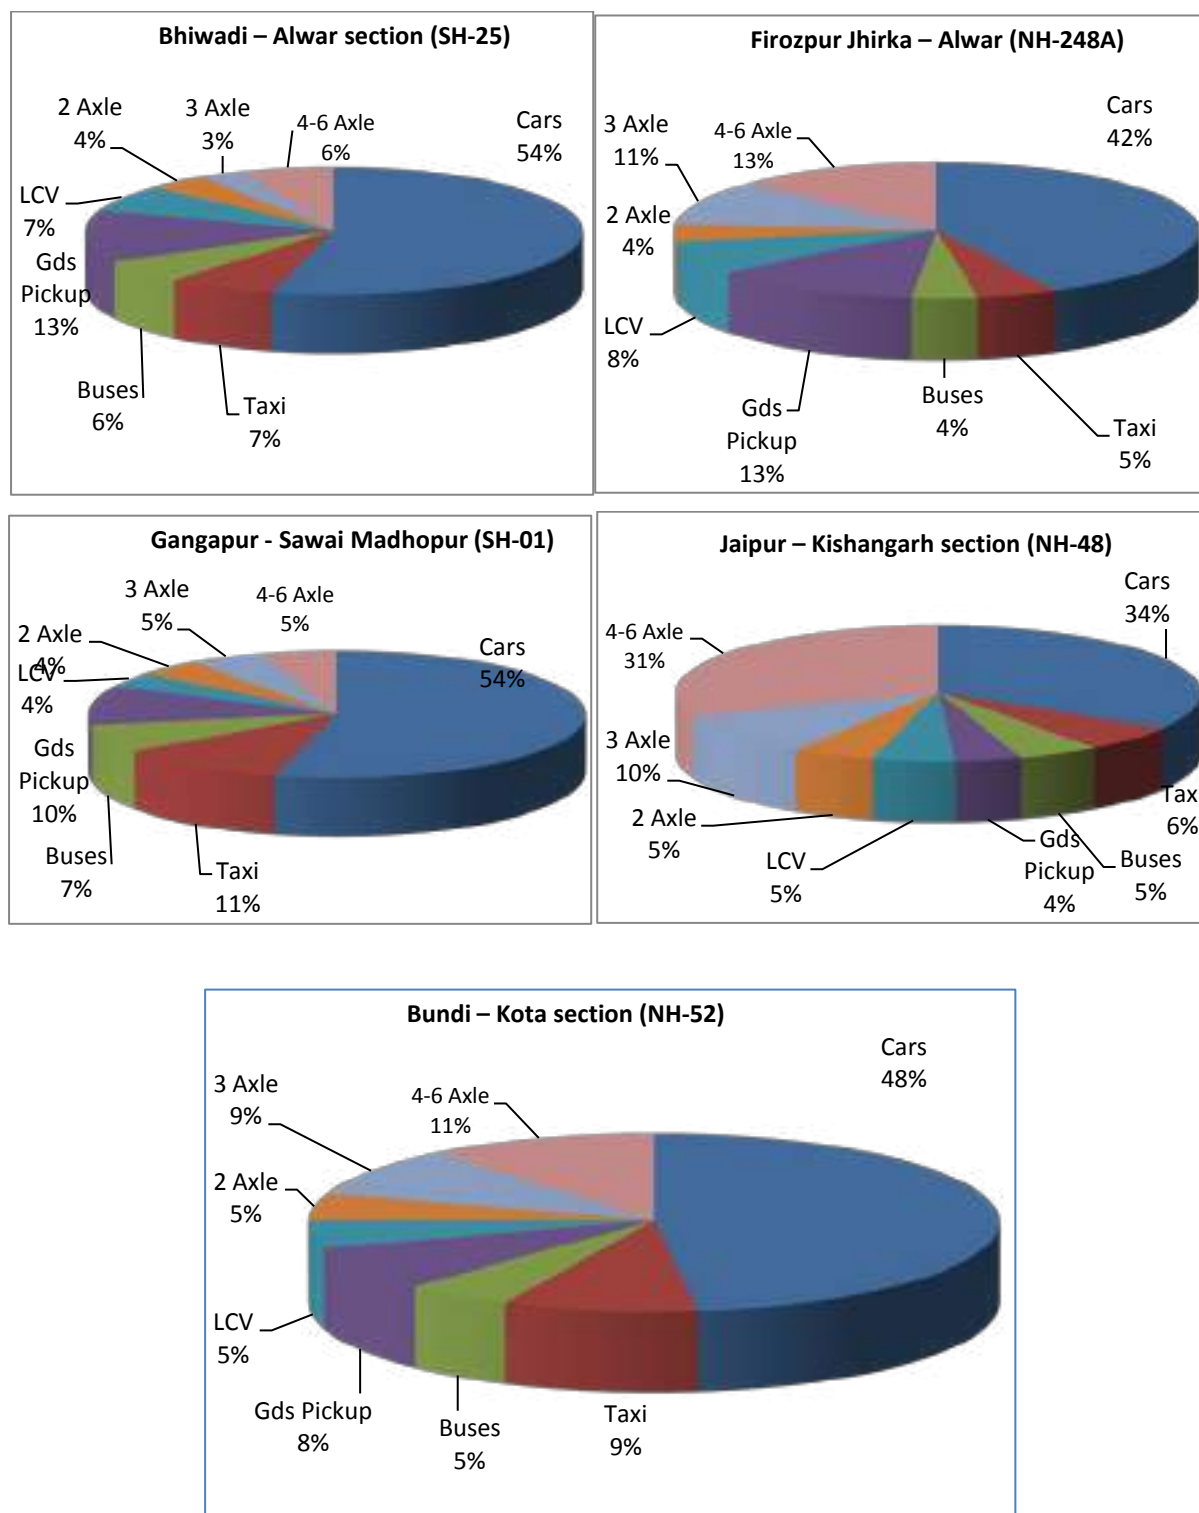 Bhiwadi – Alwar section (SH-25)
2 Axle
4%
3 Axle
3%
4-6 Axle
6%
Cars
54%
LCV
7%
Gds
Pickup
13%
Buses
6%
Taxi
7%
Firozpur Jhirka – Alwar (NH-248A)
3 Axle
11%
4-6 Axle
13%
Cars
42%
2 Axle
4%
LCV
8%
Gds
Pickup
13%
Buses
4%
Taxi
5%
Gangapur - Sawai Madhopur (SH-01)
3 Axle
5%
4-6 Axle
5%
Cars
54%
2 Axle
4%
LCV
4%
Gds
Pickup
10%
Buses
7%
Taxi
11%
Jaipur – Kishangarh section (NH-48)
Cars
34%
4-6 Axle
31%
3 Axle
10%
2 Axle
5%
LCV
5%
Gds
Pickup
4%
Buses
5%
Tax
6%
Bundi – Kota section (NH-52)
Cars
48%
3 Axle
9%
4-6 Axle
11%
2 Axle
5%
LCV
5%
Gds Pickup
8%
Buses
5%
Taxi
9%